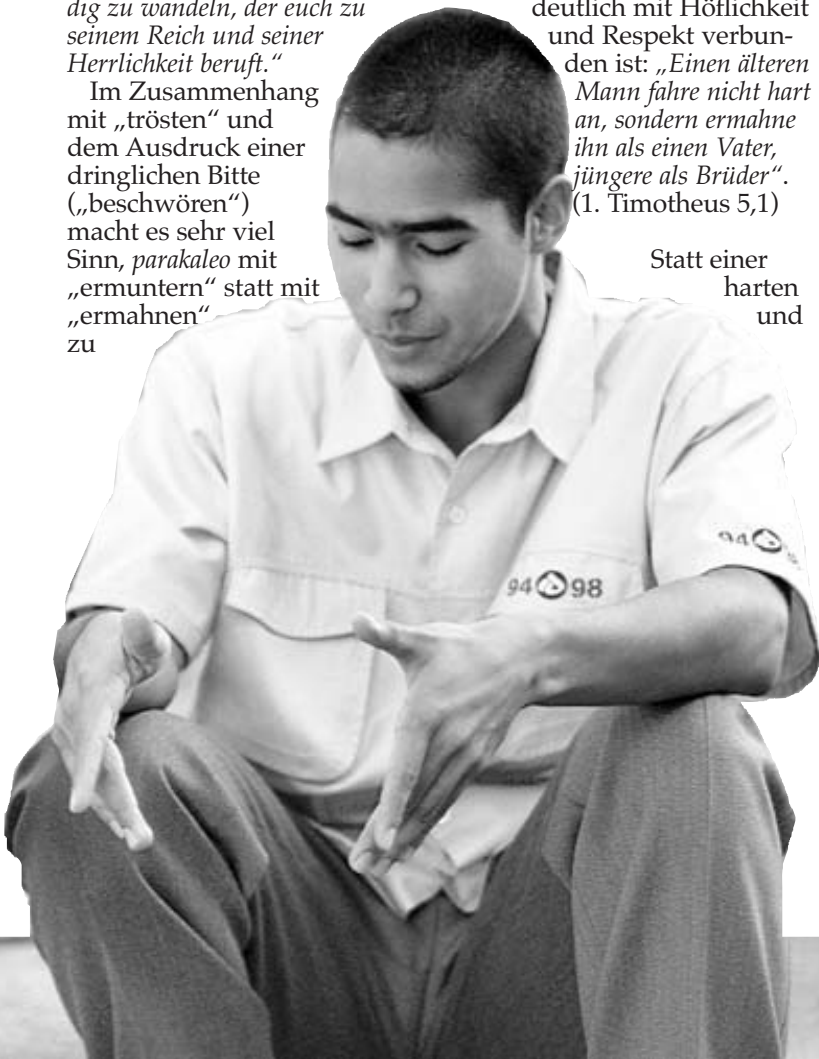 dig zu wandeln, der euch zu
seinem Reich und seiner
Herrlichkeit beruft.“
Im Zusammenhang
mit „trösten“ und
dem Ausdruck einer
dringlichen Bitte
(„beschwören“)
macht es sehr viel
Sinn, parakaleo mit
„ermuntern“ statt mit
„ermahnen“
zu
deutlich mit Höflichkeit
und Respekt verbun-
den ist: „Einen älteren
Mann fahre nicht hart
an, sondern ermahne
ihn als einen Vater,
jüngere als Brüder“.
(1. Timotheus 5,1)
Statt einer
harten
und
94 98
94